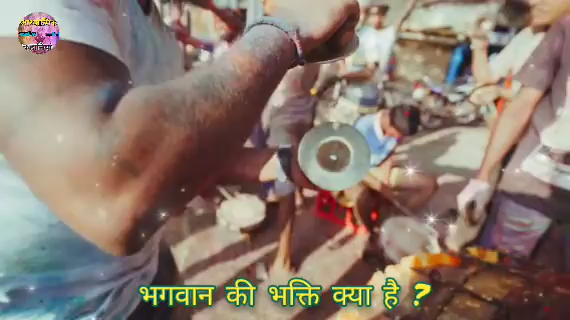 भगवान की भक्ति क्या है ?